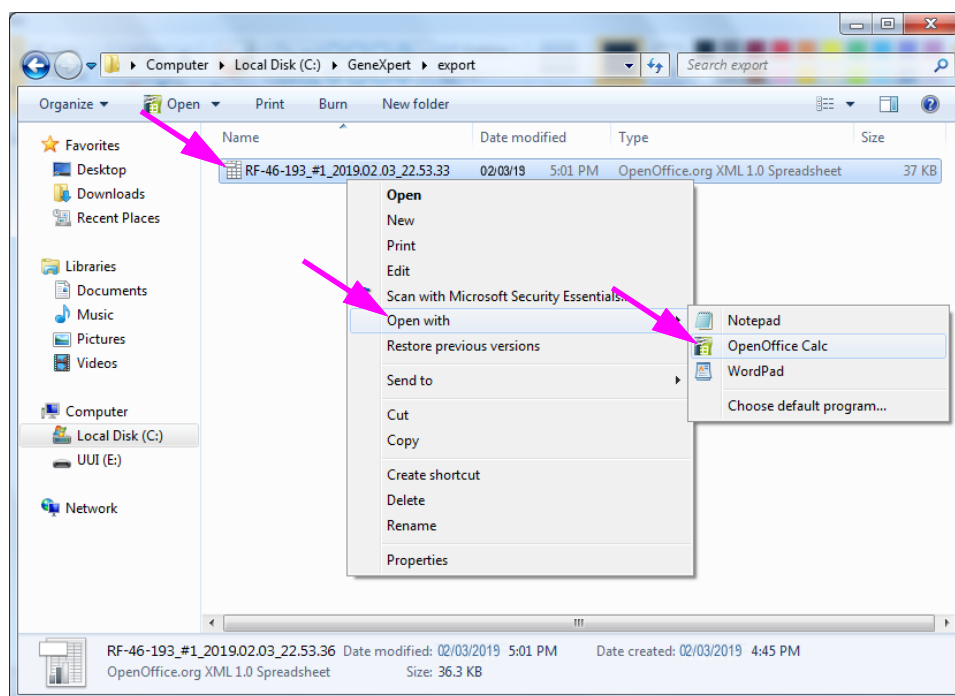 Computer ▸ Local Disk (C:) ▸ GeneXpert ▸ export
Search export
Organize Open Print Burn New folder
Name Date modified Type Size
RF-46-193_#1_2019.02.03_22.53.33 02/03/19 5:01 PM OpenOffice.org XML 1.0 Spreadsheet 37 KB
Favorites
Desktop
Downloads
Recent Places
Libraries
Documents
Music
Pictures
Videos
Computer
Local Disk (C:)
UUI (E:)
Network
Open
New
Print
Edit
Scan with Microsoft Security Essentials...
Open with
Restore previous versions
Send to
Cut
Copy
Create shortcut
Delete
Rename
Properties
Notepad
OpenOffice Calc
WordPad
Choose default program...
RF-46-193_#1_2019.02.03_22.53.36 Date modified: 02/03/2019 5:01 PM Date created: 02/03/2019 4:45 PM
OpenOffice.org XML 1.0 Spreadsheet Size: 36.3 KB